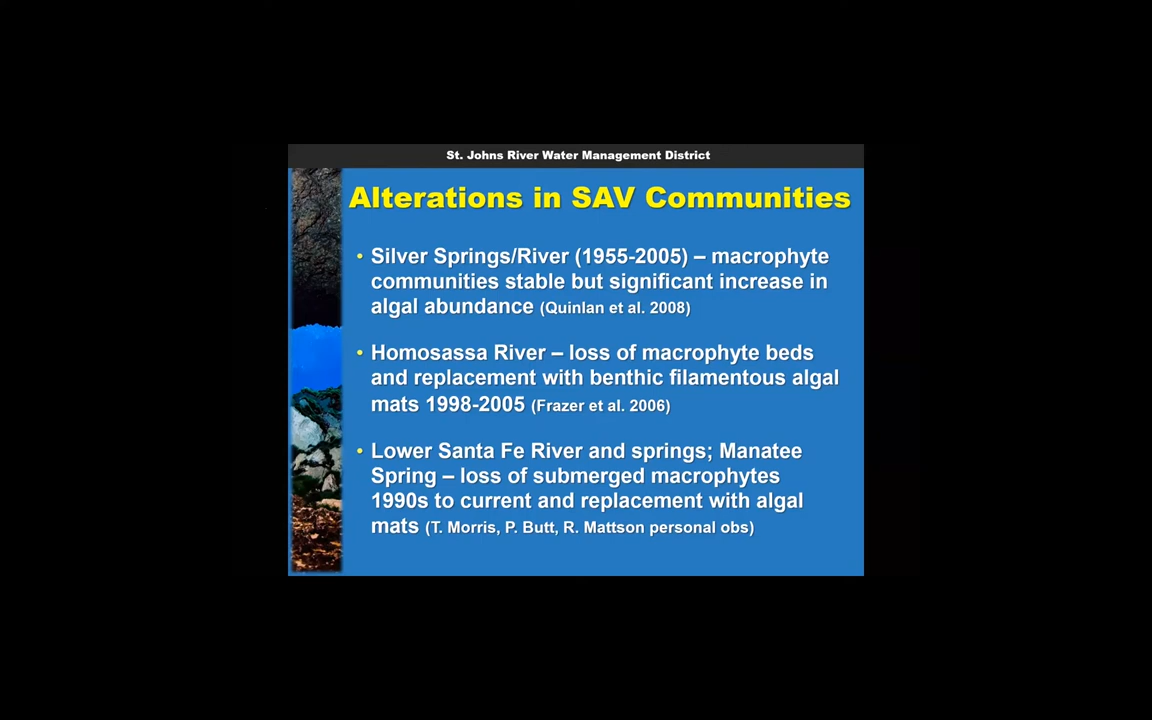 St. Johns River Water Management District
Alterations in SAV Communities
• Silver Springs/River (1955-2005) – macrophyte
communities stable but significant increase in
algal abundance (Quinlan et al. 2008)
• Homosassa River – loss of macrophyte beds
and replacement with benthic filamentous algal
mats 1998-2005 (Frazer et al. 2006)
• Lower Santa Fe River and springs; Manatee
Spring – loss of submerged macrophytes
1990s to current and replacement with algal
mats (T. Morris, P. Butt, R. Mattson personal obs)